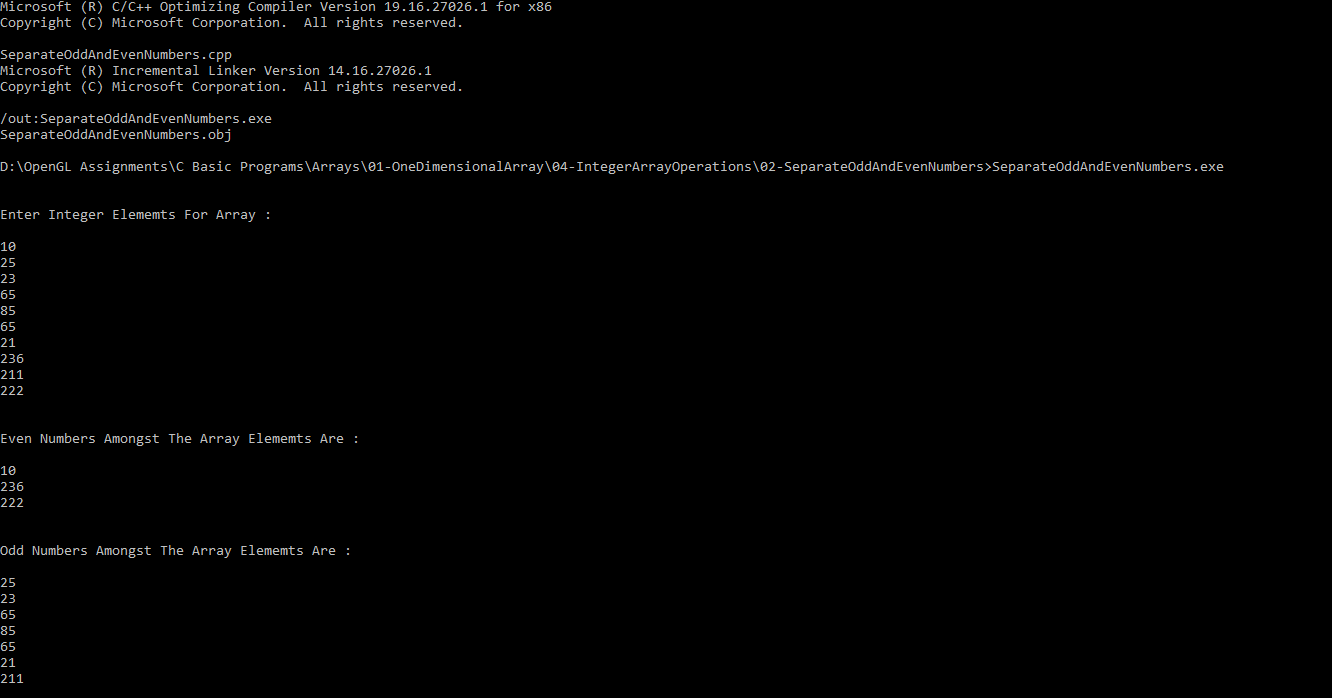 Microsoft (R) C/C++ Optimizing Compiler Version 19.16.27026.1 for x86
Copyright (C) Microsoft Corporation.  All rights reserved.

SeparateOddAndEvenNumbers.cpp
Microsoft (R) Incremental Linker Version 14.16.27026.1
Copyright (C) Microsoft Corporation.  All rights reserved.

/out:SeparateOddAndEvenNumbers.exe
SeparateOddAndEvenNumbers.obj

D:\OpenGL Assignments\C Basic Programs\Arrays\01-OneDimensionalArray\04-IntegerArrayOperations\02-SeparateOddAndEvenNumbers>SeparateOddAndEvenNumbers.exe

Enter Integer Elememts For Array :

10
25
23
65
85
65
21
236
211
222

Even Numbers Amongst The Array Elememts Are :

10
236
222

Odd Numbers Amongst The Array Elememts Are :

25
23
65
85
65
21
211